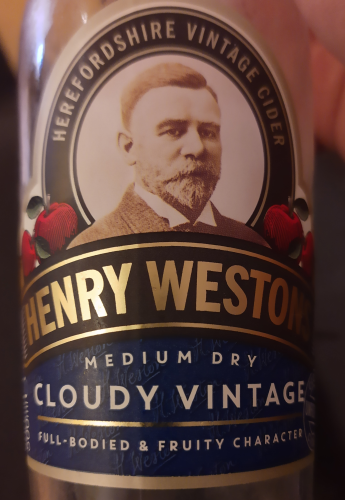 HEREFORDSHIRE VINTAGE CIDER
HENRY WESTONS
MEDIUM DRY
CLOUDY VINTAGE
FULL-BODIED & FRUITY CHARACTER